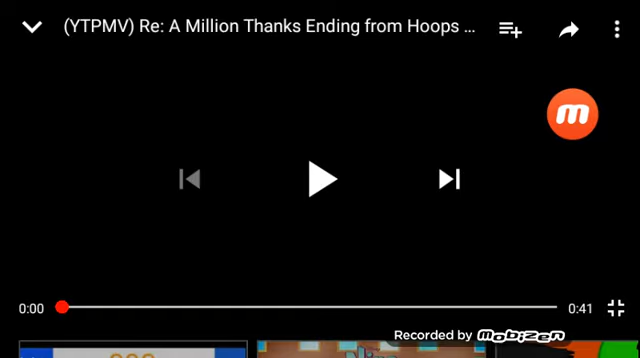 (YTPMV) Re: A Million Thanks Ending from Hoops ...
m
0:00
0:41
Recorded by MOBIZEN